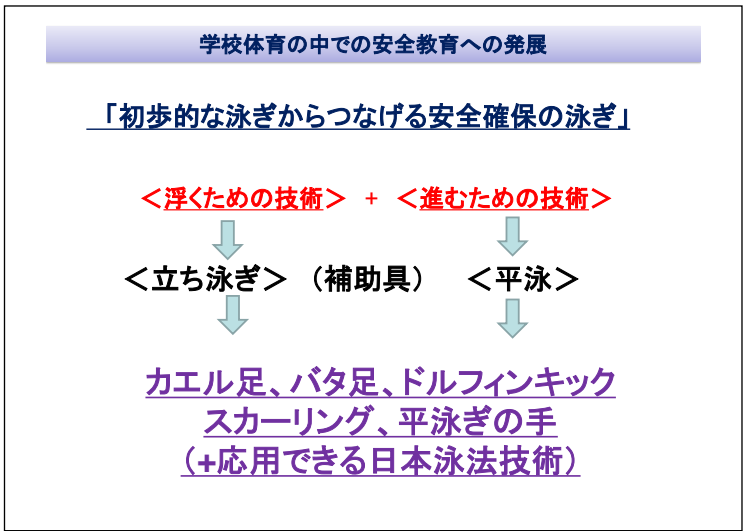 学校体育の中での安全教育への発展
「初歩的な泳ぎからつなげる安全確保の泳ぎ」
＜浮くための技術＞ + ＜進むための技術＞
＜立ち泳ぎ＞（補助具） ＜平泳＞
カエル足、バタ足、ドルフィンキック
スカーリング、平泳ぎの手
（+応用できる日本泳法技術）